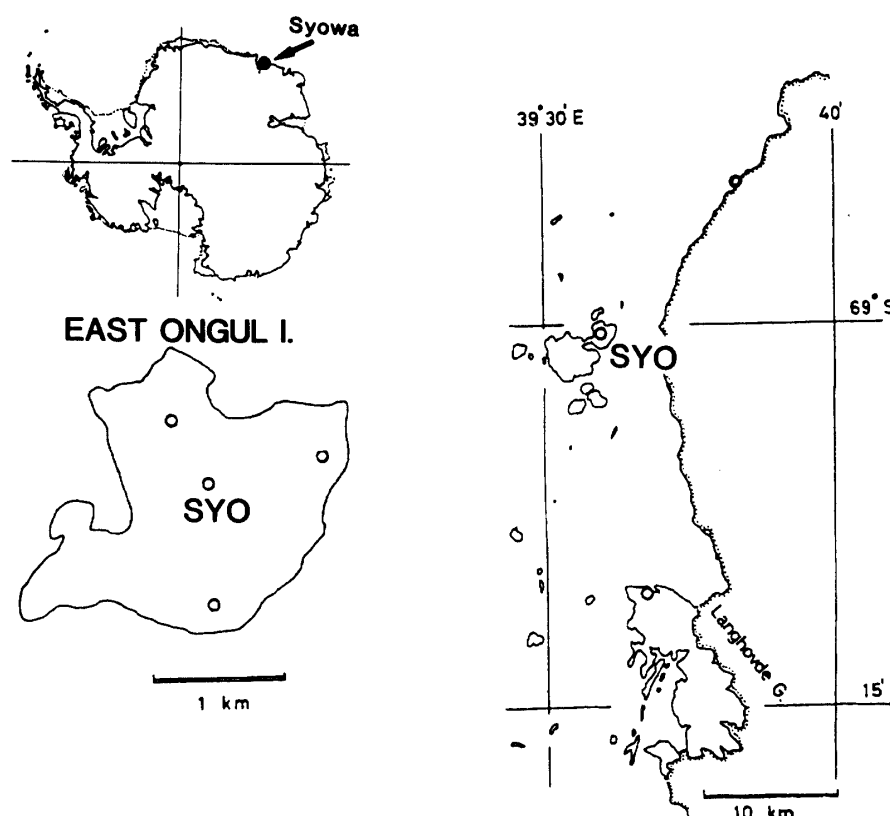 Syowa
EAST ONGUL I.
SYO
1 km
39° 30' E
40'
69° S
SYO
Langhovde G.
15'
10 km